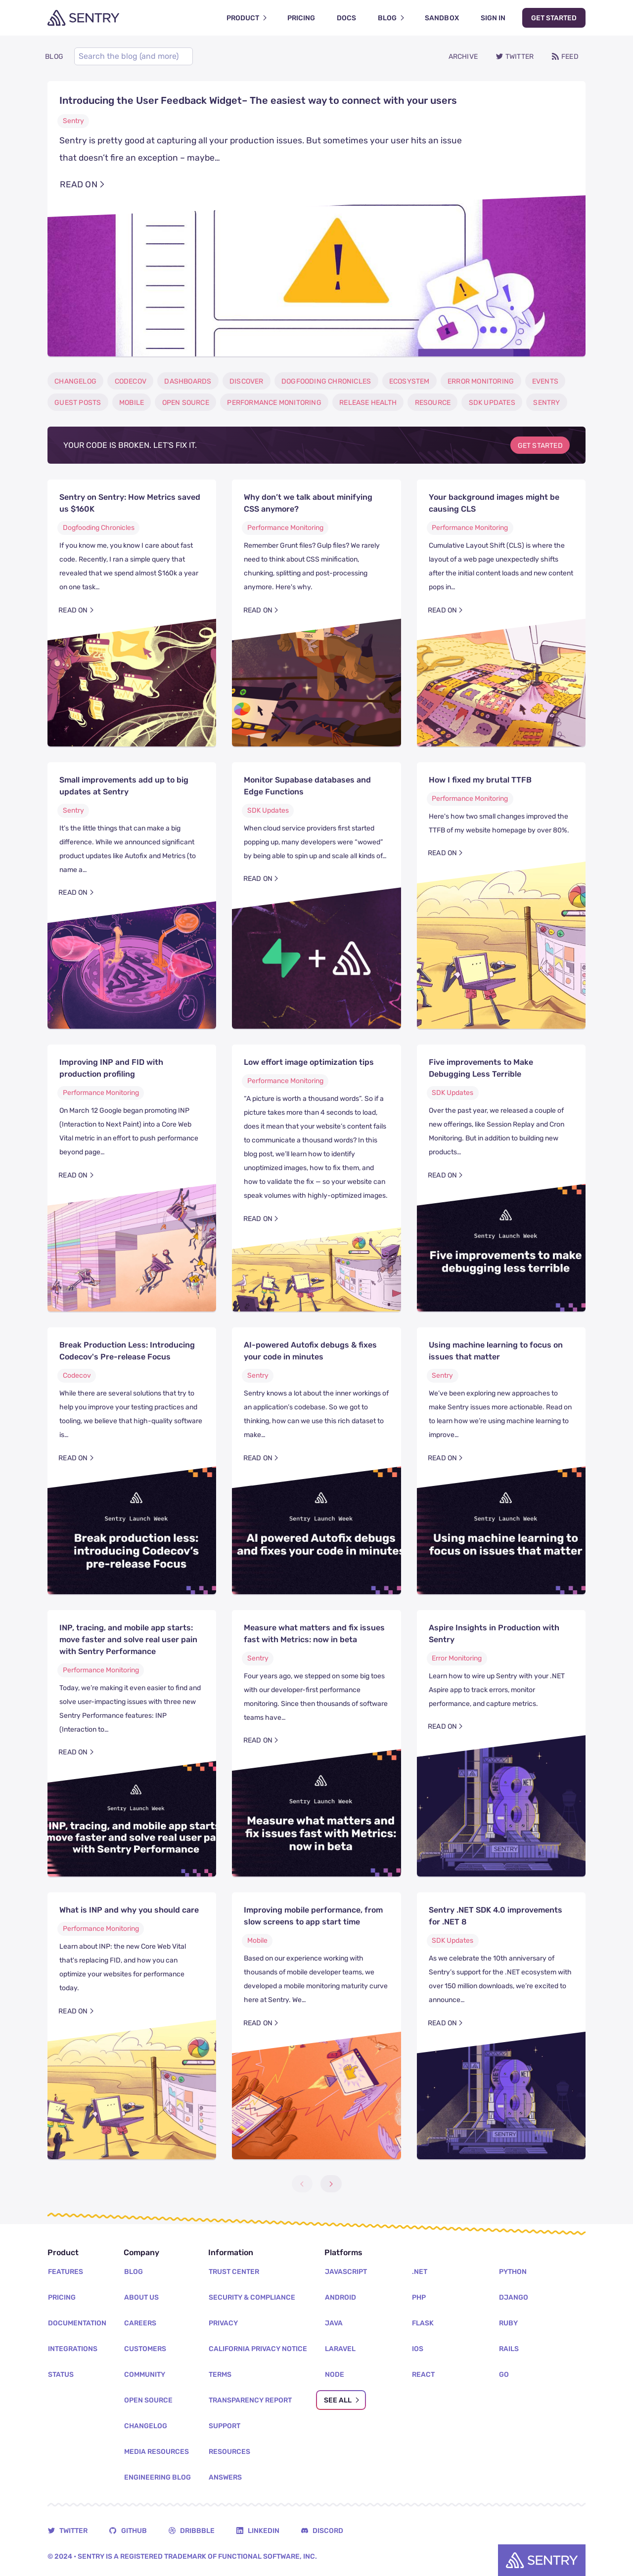 SENTRY
PRODUCT
PRICING
DOCS
BLOG
SANDBOX
SIGN IN
GET STARTED
BLOG
Search the blog (and more)
ARCHIVE
TWITTER
FEED
Introducing the User Feedback Widget– The easiest way to connect with your users
Sentry
Sentry is pretty good at capturing all your production issues. But sometimes your user hits an issue
that doesn't fire an exception – maybe…
READ ON
CHANGELOG
CODECOV
DASHBOARDS
DISCOVER
DOGFOODING CHRONICLES
ECOSYSTEM
ERROR MONITORING
EVENTS
GUEST POSTS
MOBILE
OPEN SOURCE
PERFORMANCE MONITORING
RELEASE HEALTH
RESOURCE
SDK UPDATES
SENTRY
YOUR CODE IS BROKEN. LET'S FIX IT.
GET STARTED
Sentry on Sentry: How Metrics saved
us $160K
Dogfooding Chronicles
If you know me, you know I care about fast
code. Recently, I ran a simple query that
revealed that we spend almost $160k a year
on one task…
READ ON
Why don't we talk about minifying
CSS anymore?
Performance Monitoring
Remember Grunt files? Gulp files? We rarely
need to think about CSS minification,
chunking, splitting and post-processing
anymore. Here's why.
READ ON
Your background images might be
causing CLS
Performance Monitoring
Cumulative Layout Shift (CLS) is where the
layout of a web page unexpectedly shifts
after the initial content loads and new content
pops in…
READ ON
Small improvements add up to big
updates at Sentry
Sentry
It's the little things that can make a big
difference. While we announced significant
product updates like Autofix and Metrics (to
name a…
READ ON
Monitor Supabase databases and
Edge Functions
SDK Updates
When cloud service providers first started
popping up, many developers were "wowed"
by being able to spin up and scale all kinds of…
READ ON
How I fixed my brutal TTFB
Performance Monitoring
Here's how two small changes improved the
TTFB of my website homepage by over 80%.
READ ON
Improving INP and FID with
production profiling
Performance Monitoring
On March 12 Google began promoting INP
(Interaction to Next Paint) into a Core Web
Vital metric in an effort to push performance
beyond page…
READ ON
Low effort image optimization tips
Performance Monitoring
"A picture is worth a thousand words". So if a
picture takes more than 4 seconds to load,
does it mean that your website's content fails
to communicate a thousand words? In this
blog post, we'll learn how to identify
unoptimized images, how to fix them, and
how to validate the fix — so your website can
speak volumes with highly-optimized images.
READ ON
Five improvements to Make
Debugging Less Terrible
SDK Updates
Over the past year, we released a couple of
new offerings, like Session Replay and Cron
Monitoring. But in addition to building new
products…
READ ON
Sentry Launch Week
Five improvements to make
debugging less terrible
Break Production Less: Introducing
Codecov's Pre-release Focus
Codecov
While there are several solutions that try to
help you improve your testing practices and
tooling, we believe that high-quality software
is…
READ ON
Sentry Launch Week
Break production less:
introducing Codecov's
pre-release Focus
AI-powered Autofix debugs & fixes
your code in minutes
Sentry
Sentry knows a lot about the inner workings of
an application's codebase. So we got to
thinking, how can we use this rich dataset to
make…
READ ON
Sentry Launch Week
AI powered Autofix debugs
and fixes your code in minutes
Using machine learning to focus on
issues that matter
Sentry
We've been exploring new approaches to
make Sentry issues more actionable. Read on
to learn how we're using machine learning to
improve…
READ ON
Sentry Launch Week
Using machine learning to
focus on issues that matter
INP, tracing, and mobile app starts:
move faster and solve real user pain
with Sentry Performance
Performance Monitoring
Today, we're making it even easier to find and
solve user-impacting issues with three new
Sentry Performance features: INP
(Interaction to…
READ ON
Sentry Launch Week
INP, tracing, and mobile app starts
move faster and solve real user pa
with Sentry Performance
Measure what matters and fix issues
fast with Metrics: now in beta
Sentry
Four years ago, we stepped on some big toes
with our developer-first performance
monitoring. Since then thousands of software
teams have…
READ ON
Sentry Launch Week
Measure what matters and
fix issues fast with Metrics:
now in beta
Aspire Insights in Production with
Sentry
Error Monitoring
Learn how to wire up Sentry with your .NET
Aspire app to track errors, monitor
performance, and capture metrics.
READ ON
SENTRY
What is INP and why you should care
Performance Monitoring
Learn about INP: the new Core Web Vital
that's replacing FID, and how you can
optimize your websites for performance
today.
READ ON
Improving mobile performance, from
slow screens to app start time
Mobile
Based on our experience working with
thousands of mobile developer teams, we
developed a mobile monitoring maturity curve
here at Sentry. We…
READ ON
Sentry .NET SDK 4.0 improvements
for .NET 8
SDK Updates
As we celebrate the 10th anniversary of
Sentry's support for the .NET ecosystem with
over 150 million downloads, we're excited to
announce…
READ ON
SENTRY
Product
FEATURES
PRICING
DOCUMENTATION
INTEGRATIONS
STATUS
Company
BLOG
ABOUT US
CAREERS
CUSTOMERS
COMMUNITY
OPEN SOURCE
CHANGELOG
MEDIA RESOURCES
ENGINEERING BLOG
Information
TRUST CENTER
SECURITY & COMPLIANCE
PRIVACY
CALIFORNIA PRIVACY NOTICE
TERMS
TRANSPARENCY REPORT
SUPPORT
RESOURCES
ANSWERS
Platforms
JAVASCRIPT
ANDROID
JAVA
LARAVEL
NODE
.NET
PHP
FLASK
IOS
REACT
PYTHON
DJANGO
RUBY
RAILS
GO
SEE ALL
TWITTER
GITHUB
DRIBBBLE
LINKEDIN
DISCORD
© 2024 • SENTRY IS A REGISTERED TRADEMARK OF FUNCTIONAL SOFTWARE, INC.
SENTRY